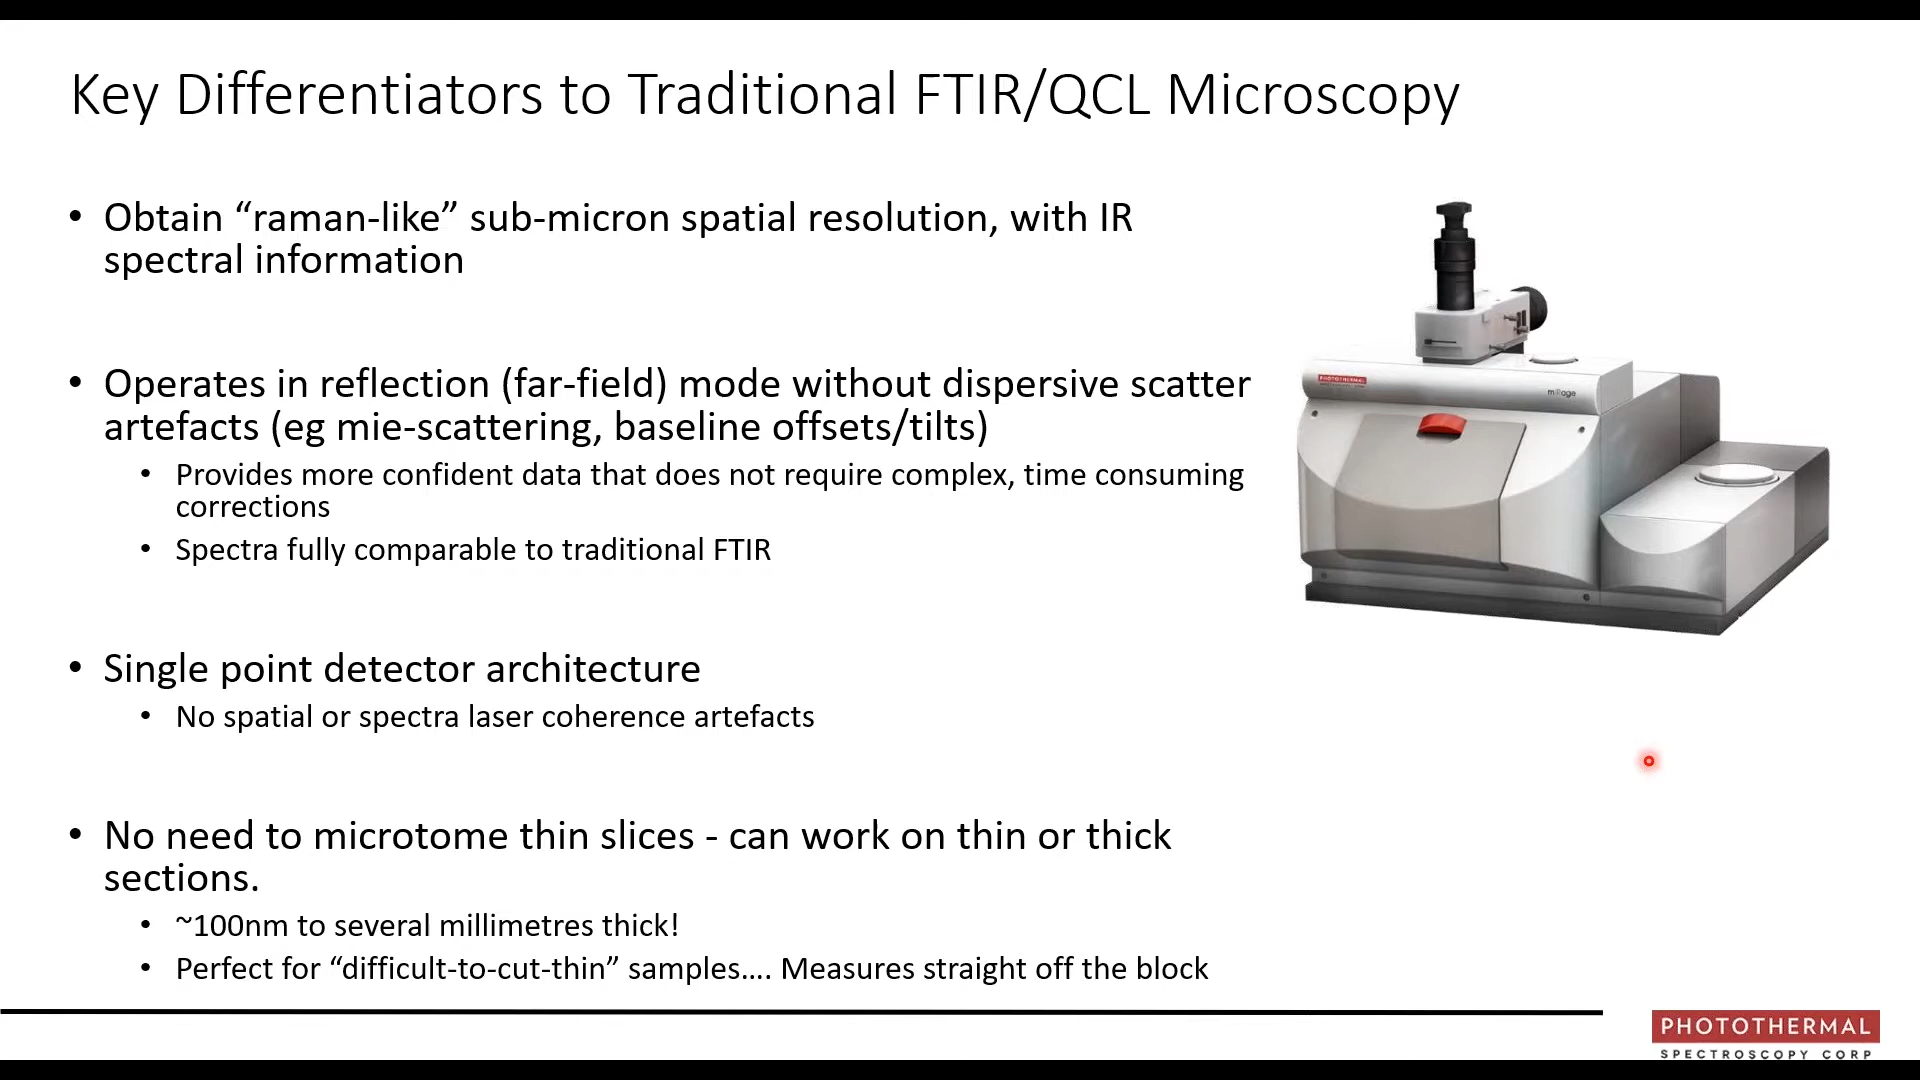 Key Differentiators to Traditional FTIR/QCL Microscopy
• Obtain “raman-like” sub-micron spatial resolution, with IR
spectral information
• Operates in reflection (far-field) mode without dispersive scatter
artefacts (eg mie-scattering, baseline offsets/tilts)
• Provides more confident data that does not require complex, time consuming
corrections
• Spectra fully comparable to traditional FTIR
• Single point detector architecture
• No spatial or spectra laser coherence artefacts
• No need to microtome thin slices - can work on thin or thick
sections.
• ~100nm to several millimetres thick!
• Perfect for “difficult-to-cut-thin” samples.... Measures straight off the block
PHOTOTHERMAL
mIRage
PHOTOTHERMAL
SPECTROSCOPY CORP